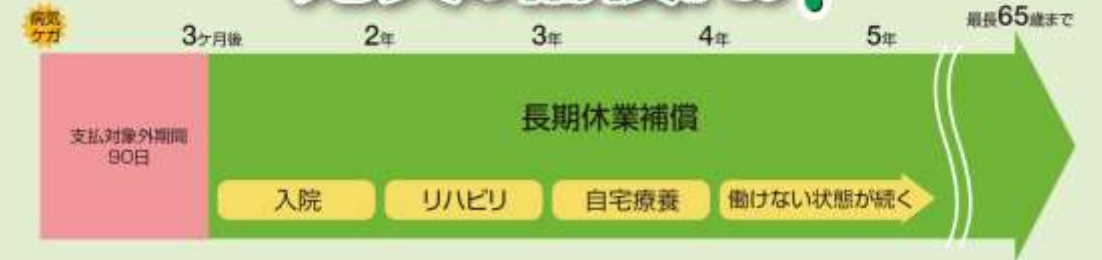 病気
ケガ
3ヶ月後
2年
3年
4年
5年
最長65歳まで
支払対象外期間
90日
長期休業補償
入院
リハビリ
自宅療養
働けない状態が続く